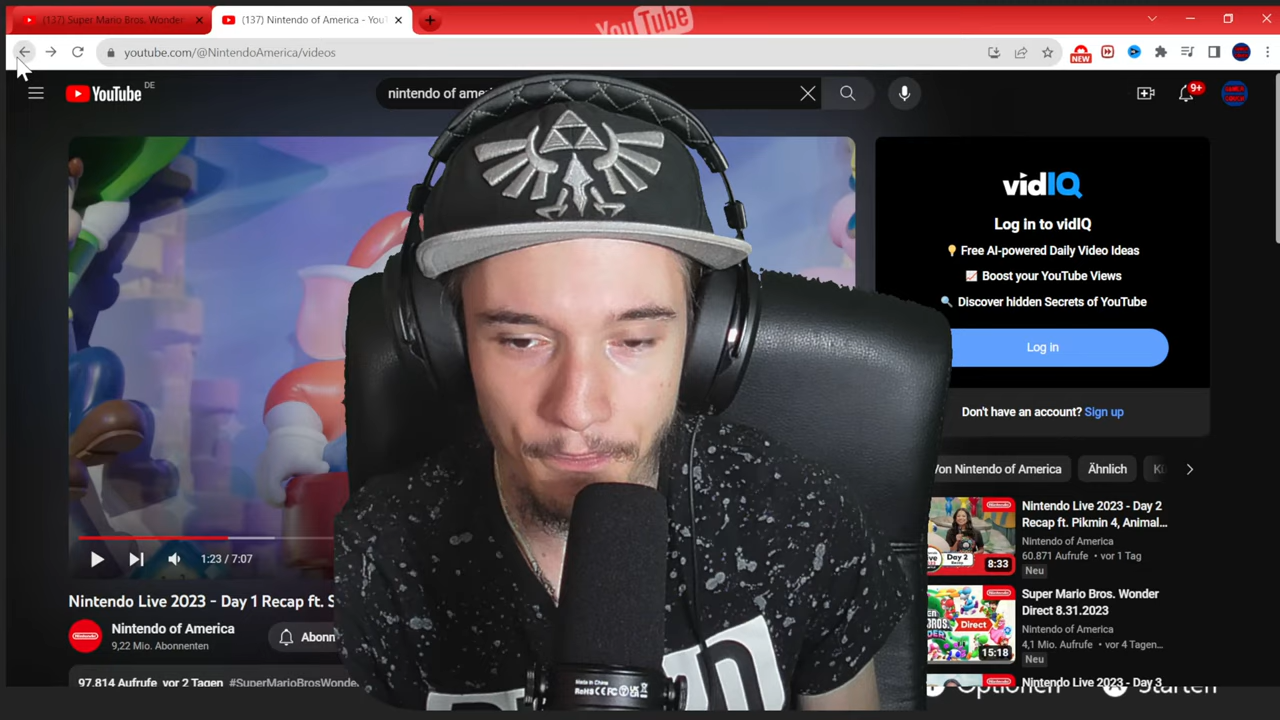 YouTube
(137) Super Mario Bros. Wonder
(137) Nintendo of America - You
youtube.com/@NintendoAmerica/videos
NEW
YouTube DE
nintendo of
9+
vidIQ
Log in to vidIQ
Free AI-powered Daily Video Ideas
Boost your YouTube Views
Discover hidden Secrets of YouTube
Log in
Don't have an account? Sign up
Von Nintendo of America
Ähnlich
1:23 / 7:07
Nintendo Live 2023 - Day 1 Recap ft. S
Nintendo
Nintendo of America
9,22 Mio. Abonnenten
Abonn
97.814 Aufrufe vor 2 Tagen #SuperMarioBrosWonde
Day 2
8:33
Nintendo Live 2023 - Day 2
Recap ft. Pikmin 4, Animal...
Nintendo of America
60.871 Aufrufe • vor 1 Tag
Neu
Direct
15:18
Super Mario Bros. Wonder
Direct 8.31.2023
Nintendo of America
4,1 Mio. Aufrufe • vor 4 Tagen
Neu
Nintendo Live 2023 - Day 3
Optionen
Starten
Made in China